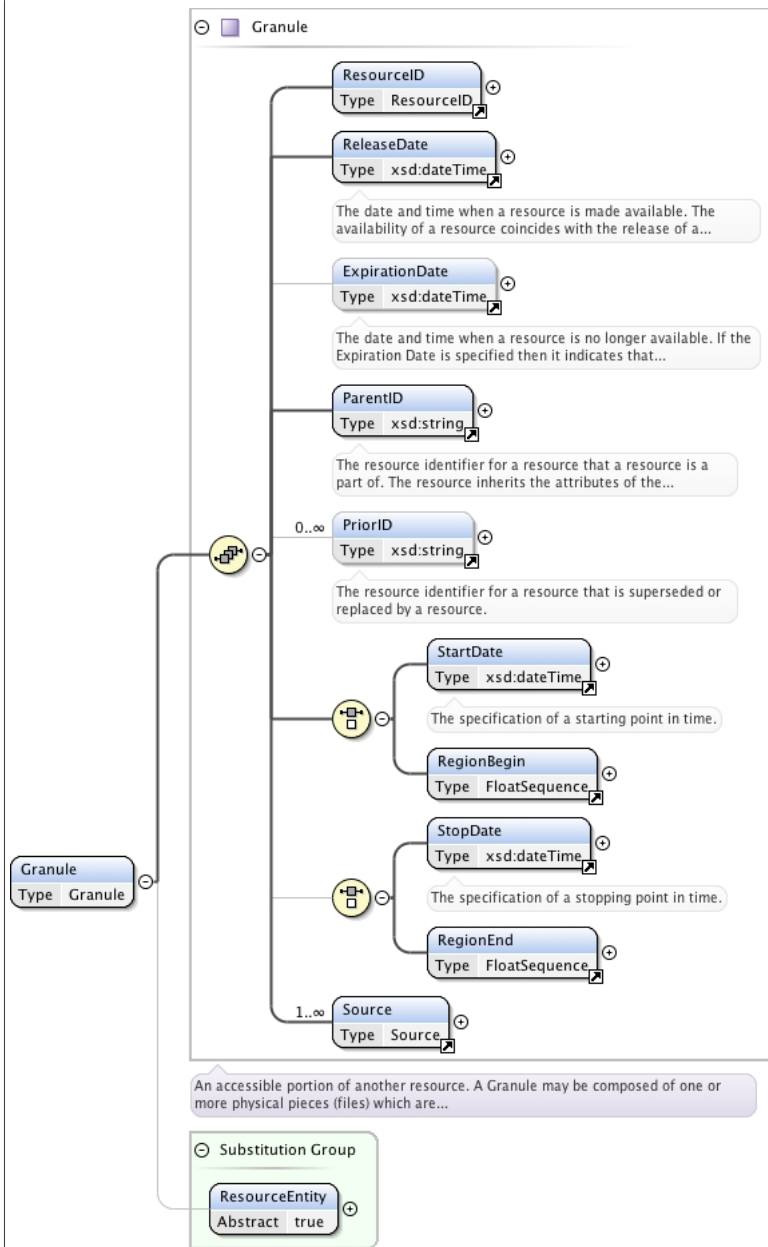 Granule
ResourceID
Type ResourceID
ReleaseDate
Type xsd:dateTime
The date and time when a resource is made available. The
availability of a resource coincides with the release of a...
ExpirationDate
Type xsd:dateTime
The date and time when a resource is no longer available. If the
Expiration Date is specified then it indicates that...
ParentID
Type xsd:string
The resource identifier for a resource that a resource is a
part of. The resource inherits the attributes of the...
0..∞
PriorID
Type xsd:string
The resource identifier for a resource that is superseded or
replaced by a resource.
StartDate
Type xsd:dateTime
The specification of a starting point in time.
RegionBegin
Type FloatSequence
StopDate
Type xsd:dateTime
The specification of a stopping point in time.
RegionEnd
Type FloatSequence
1..∞
Source
Type Source
Granule
Type Granule
An accessible portion of another resource. A Granule may be composed of one or
more physical pieces (files) which are...
Substitution Group
ResourceEntity
Abstract true